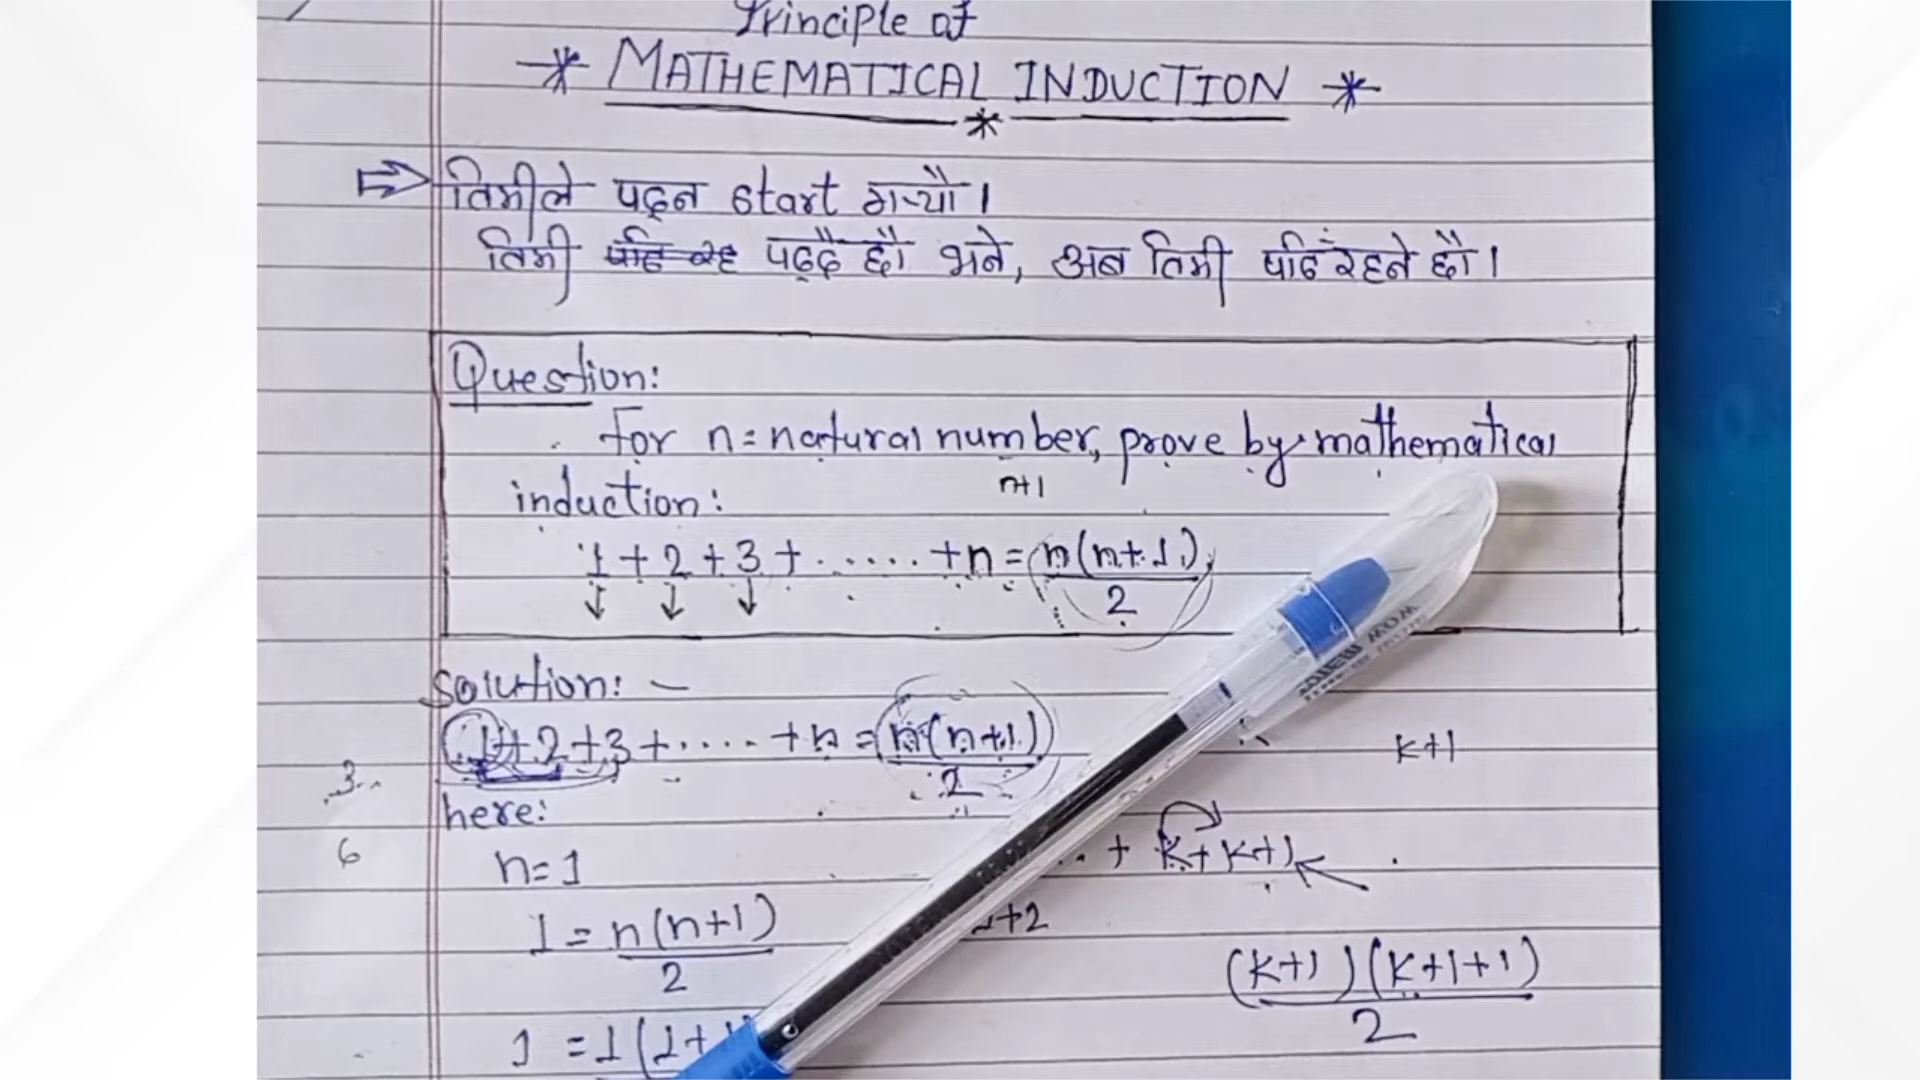 Principle of
* MATHEMATICAL INDUCTION *
*
⇒ तिमीले पढ्न start गर्‍यौ।
तिमी पढ्दै छौ भने, अब तिमी पढिरहने छौ।
Question:
For n = natural number, prove by mathematical
n+1
induction:
1 + 2 + 3 + ...... + n = n(n+1)/2
↓ ↓ ↓
Solution: -
1+2+3+.....+n = n(n+1)/2
k+1
3
here:
6
n=1
.. + k+k+1
1 = n(n+1)/2
+2
(k+1)(k+1+1)/2
1 = 1(1+